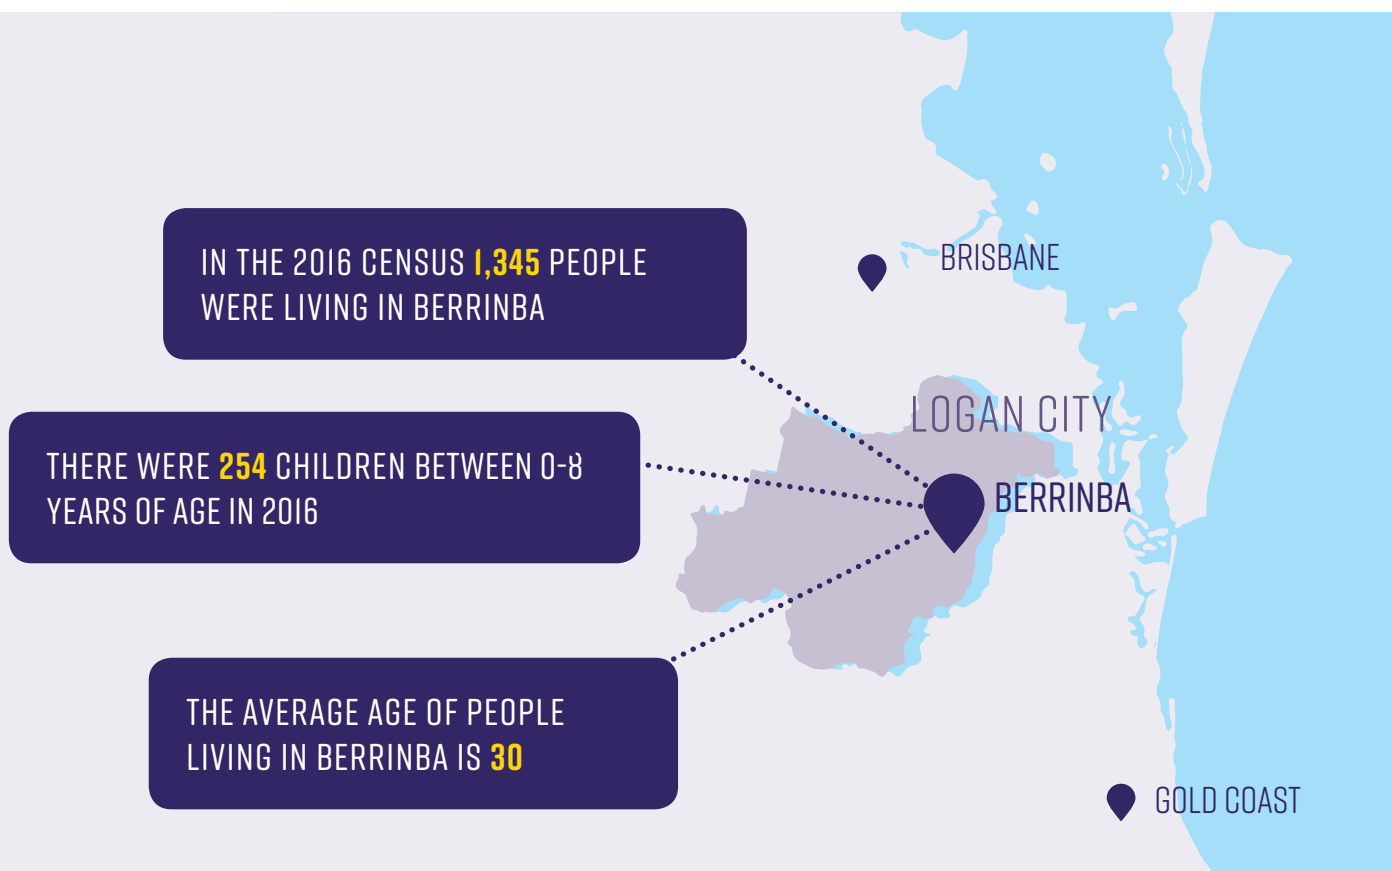 IN THE 2016 CENSUS 1,345 PEOPLE
WERE LIVING IN BERRINBA
BRISBANE
LOGAN CITY
THERE WERE 254 CHILDREN BETWEEN 0-8
YEARS OF AGE IN 2016
BERRINBA
THE AVERAGE AGE OF PEOPLE
LIVING IN BERRINBA IS 30
GOLD COAST